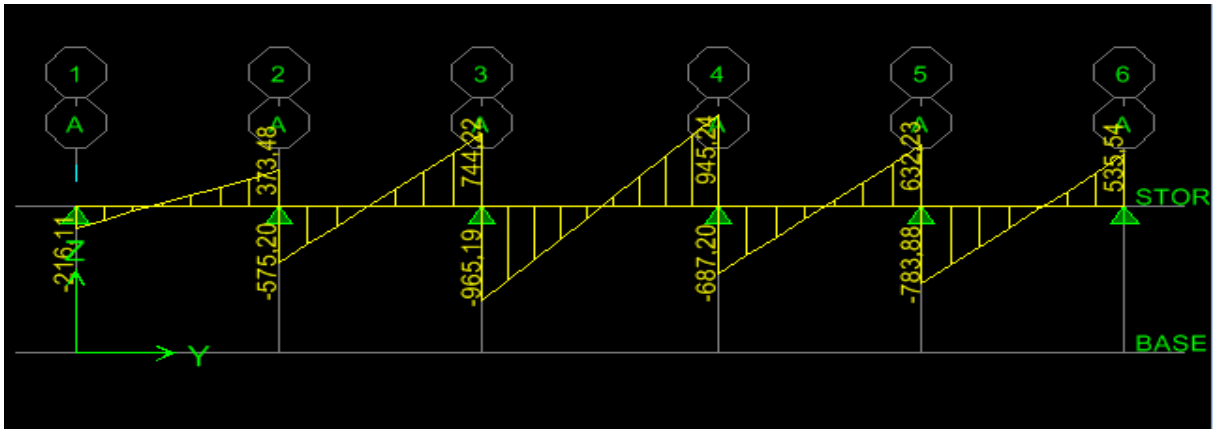 1 2 3 4 5 6
A A A A A A
373,48 744,22 945,24 632,23 535,54
STOR
-216,11 -575,20 -965,19 -687,20 -783,88
Z
BASE
Y